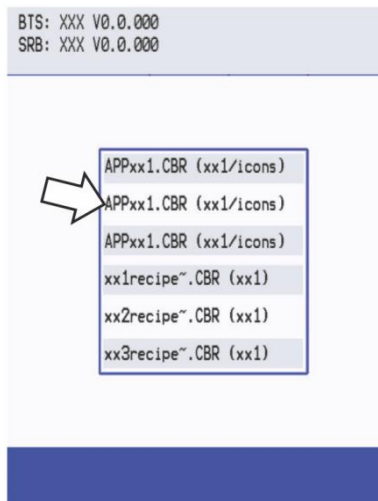 BTS: XXX V0.0.000
SRB: XXX V0.0.000
APPxx1.CBR (xx1/icons)
APPxx1.CBR (xx1/icons)
APPxx1.CBR (xx1/icons)
xx1recipe~.CBR (xx1)
xx2recipe~.CBR (xx1)
xx3recipe~.CBR (xx1)